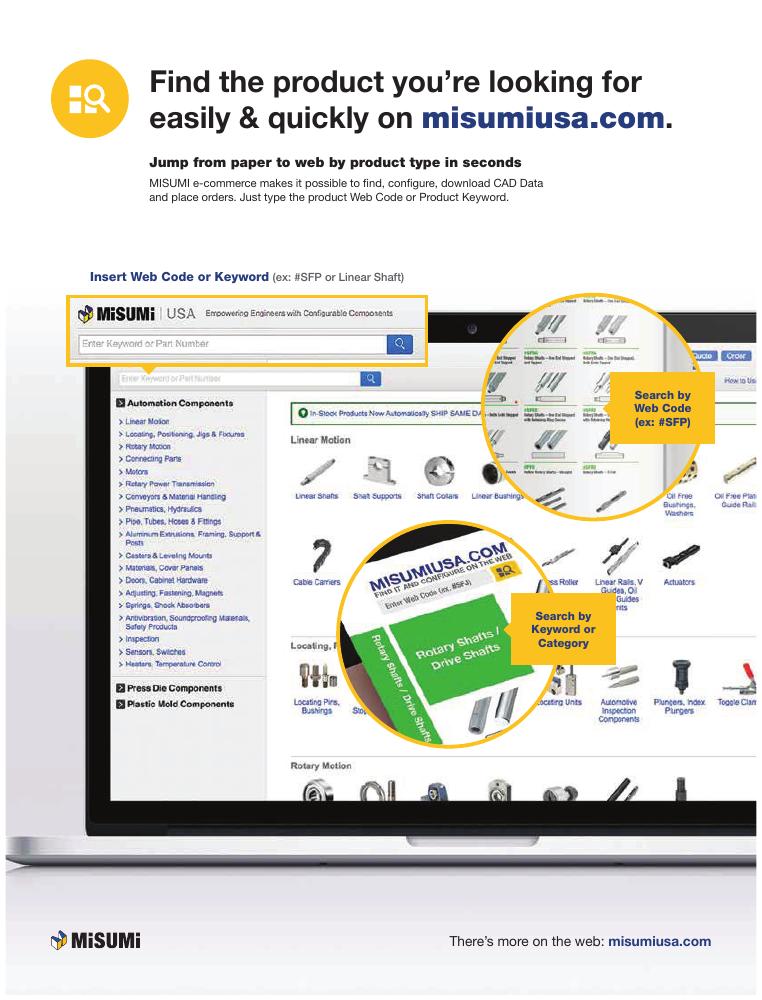 Find the product you're looking for
easily & quickly on misumiusa.com.
Jump from paper to web by product type in seconds
MISUMI e-commerce makes it possible to find, configure, download CAD Data
and place orders. Just type the product Web Code or Product Keyword.
Insert Web Code or Keyword (ex: #SFP or Linear Shaft)
MiSUMi USA Empowering Engineers with Configurable Components
Enter Keyword or Part Number
Enter Keyword or Part Number
Quote Order
How to Us
Search by
Web Code
(ex: #SFP)
Automation Components
Linear Motion
Locating, Positioning, Jigs & Fixtures
Rotary Motion
Connecting Parts
Motors
Rotary Power Transmission
Conveyors & Material Handling
Pneumatics, Hydraulics
Pipe, Tubes, Hoses & Fittings
Aluminum Extrusions, Framing, Support &
Posts
Casters & Leveling Mounts
Materials, Cover Panels
Doors, Cabinet Hardware
Adjusting, Fastening, Magnets
Springs, Shock Absorbers
Antivibration, Soundproofing Materials,
Safety Products
Inspection
Sensors, Switches
Heaters, Temperature Control
Press Die Components
Plastic Mold Components
In-Stock Products Now Automatically SHIP SAME DA
Linear Motion
Linear Shafts
Shaft Supports
Shaft Collars
Linear Bushings
Oil Free
Bushings,
Washers
Oil Free Plat
Guide Rail
Cable Carriers
ss Roller
Linear Rails, V
Guides, Oil
Guides
nts
Actuators
MISUMIUSA.COM
FIND IT AND CONFIGURE ON THE WEB
Enter Web Code (ex. #SFJ)
Rotary Shafts /
Drive Shafts
Rotary Shafts / Drive Shafts
Search by
Keyword or
Category
Locating, P
Locating Pins,
Bushings
Stop
ocating Units
Automotive
Inspection
Components
Plungers, Index
Plungers
Toggle Clam
Rotary Motion
MiSUMi
There's more on the web: misumiusa.com